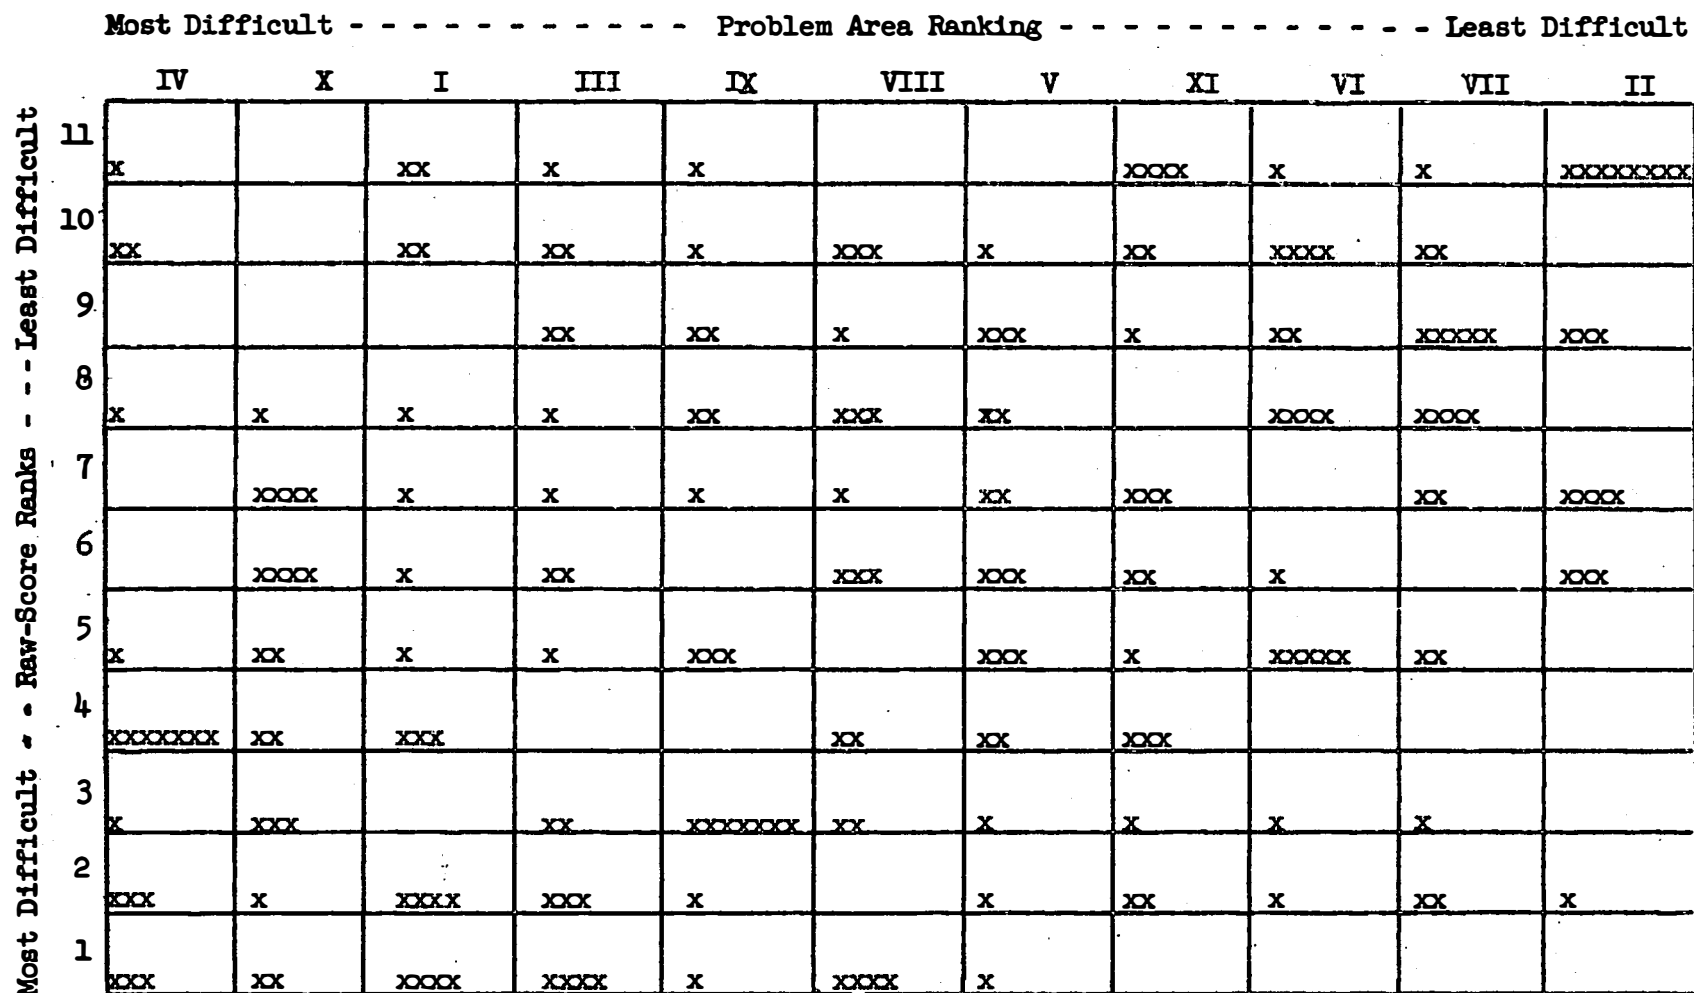 Most Difficult - - - - - - - - - - - - Problem Area Ranking - - - - - - - - - - - - - Least Difficult
IV X I III IX VIII V XI VI VII II
Most Difficult - - Raw-Score Ranks - - - Least Difficult
11
x xx x x xxxx x x xxxxxxxx
10
xx xx xx x xxx x xx xxxx xx
9
xx xx x xxx x xx xxxxx xxx
8
x x x x xx xxx xx xxxx xxxx
7
xxxx x x x x xx xxx xx xxxx
6
xxxx x xx xxx xxx xx x xxx
5
x xx x x xxx xxx x xxxxx xx
4
xxxxxxx xx xxx xx xx xxx
3
x xxx xx xxxxxxx xx x x x x
2
xxx x xxxx xxx x x xx x xx x
1
xxx xx xxxx xxxx x xxxx x